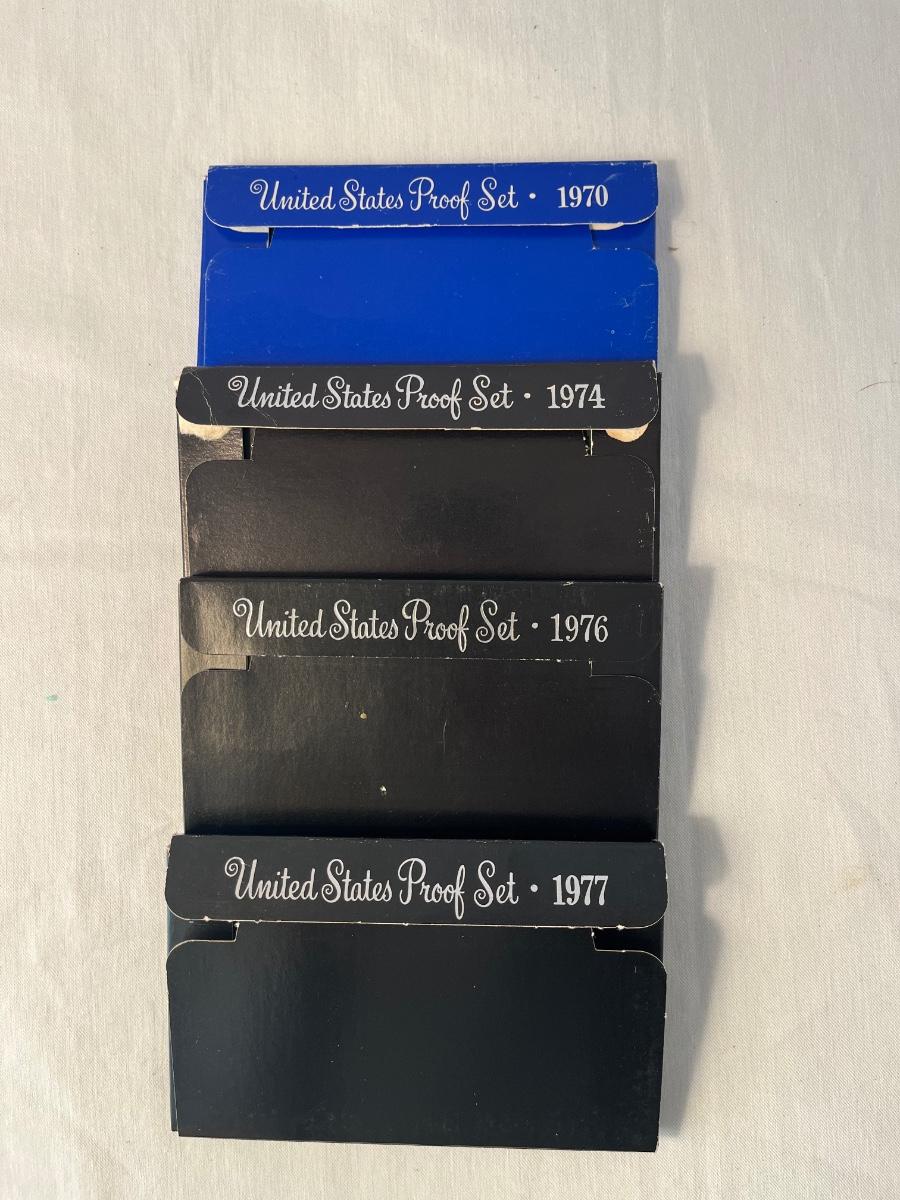 United States Proof Set • 1970
United States Proof Set • 1974
United States Proof Set • 1976
United States Proof Set • 1977